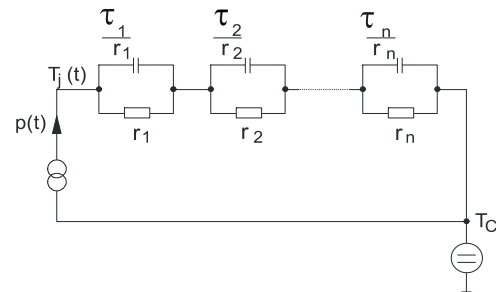 τ1 τ2 τn
r1 r2 rn
Tj(t)
p(t)
r1 r2 rn
TC